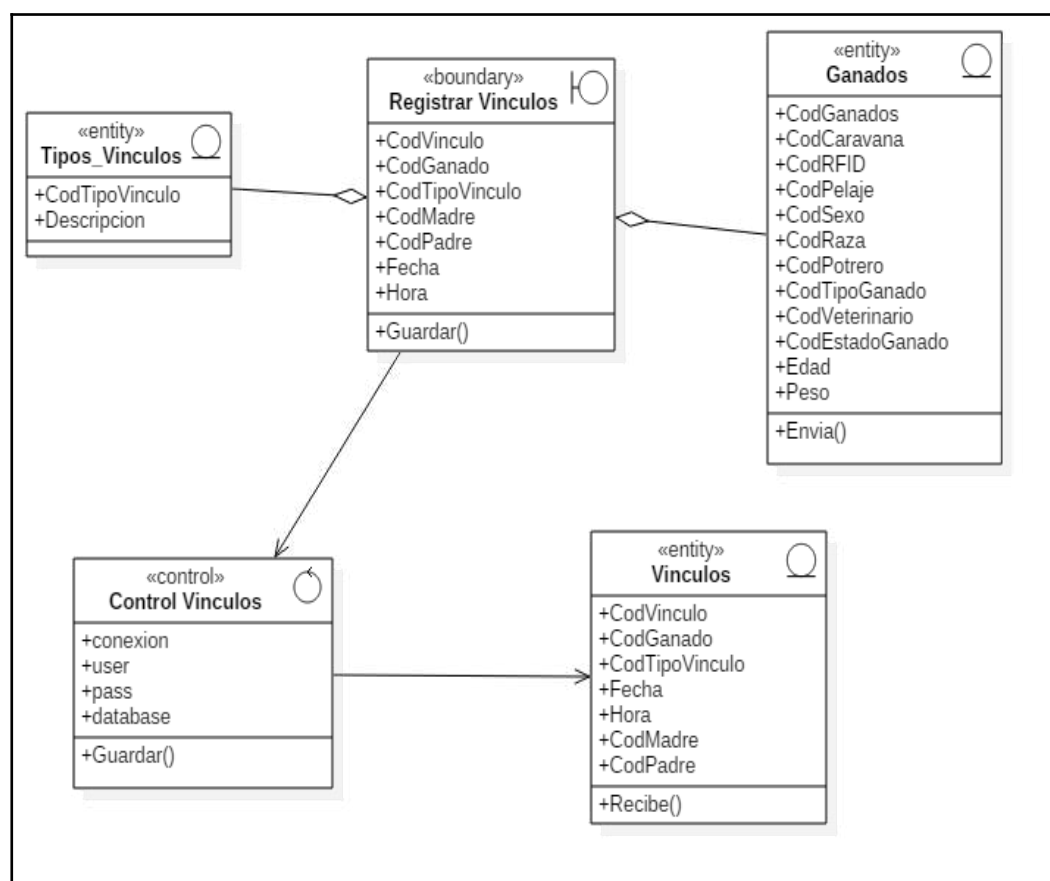 «entity»
Tipos_Vinculos
+CodTipoVinculo
+Descripcion
«boundary»
Registrar Vinculos
+CodVinculo
+CodGanado
+CodTipoVinculo
+CodMadre
+CodPadre
+Fecha
+Hora
+Guardar()
«entity»
Ganados
+CodGanados
+CodCaravana
+CodRFID
+CodPelaje
+CodSexo
+CodRaza
+CodPotrero
+CodTipoGanado
+CodVeterinario
+CodEstadoGanado
+Edad
+Peso
+Envia()
«control»
Control Vinculos
+conexion
+user
+pass
+database
+Guardar()
«entity»
Vinculos
+CodVinculo
+CodGanado
+CodTipoVinculo
+Fecha
+Hora
+CodMadre
+CodPadre
+Recibe()